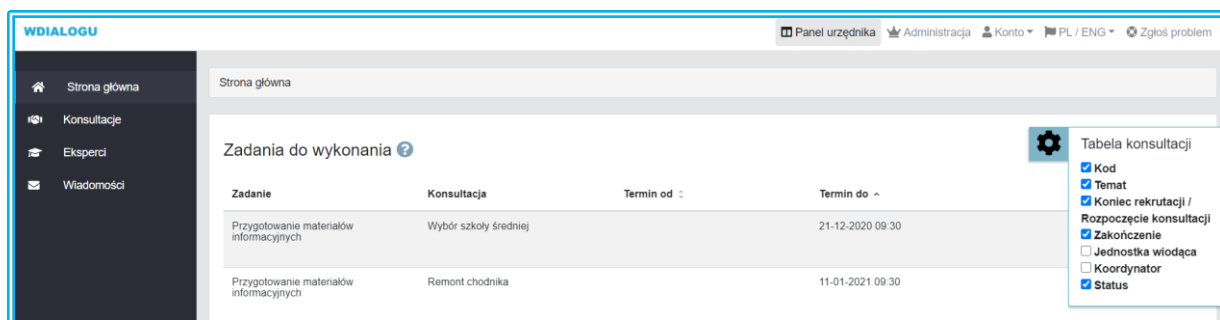 WDIALOGU
Panel urzędnika Administracja Konto PL / ENG Zgłoś problem
Strona główna
Konsultacje
Eksperci
Wiadomości
Strona główna
Zadania do wykonania
Zadanie Konsultacja Termin od Termin do
Przygotowanie materiałów Wybór szkoły średniej 21-12-2020 09:30
informacyjnych
Przygotowanie materiałów Remont chodnika 11-01-2021 09:30
informacyjnych
Tabela konsultacji
Kod
Temat
Koniec rekrutacji /
Rozpoczęcie konsultacji
Zakończenie
Jednostka wiodąca
Koordynator
Status